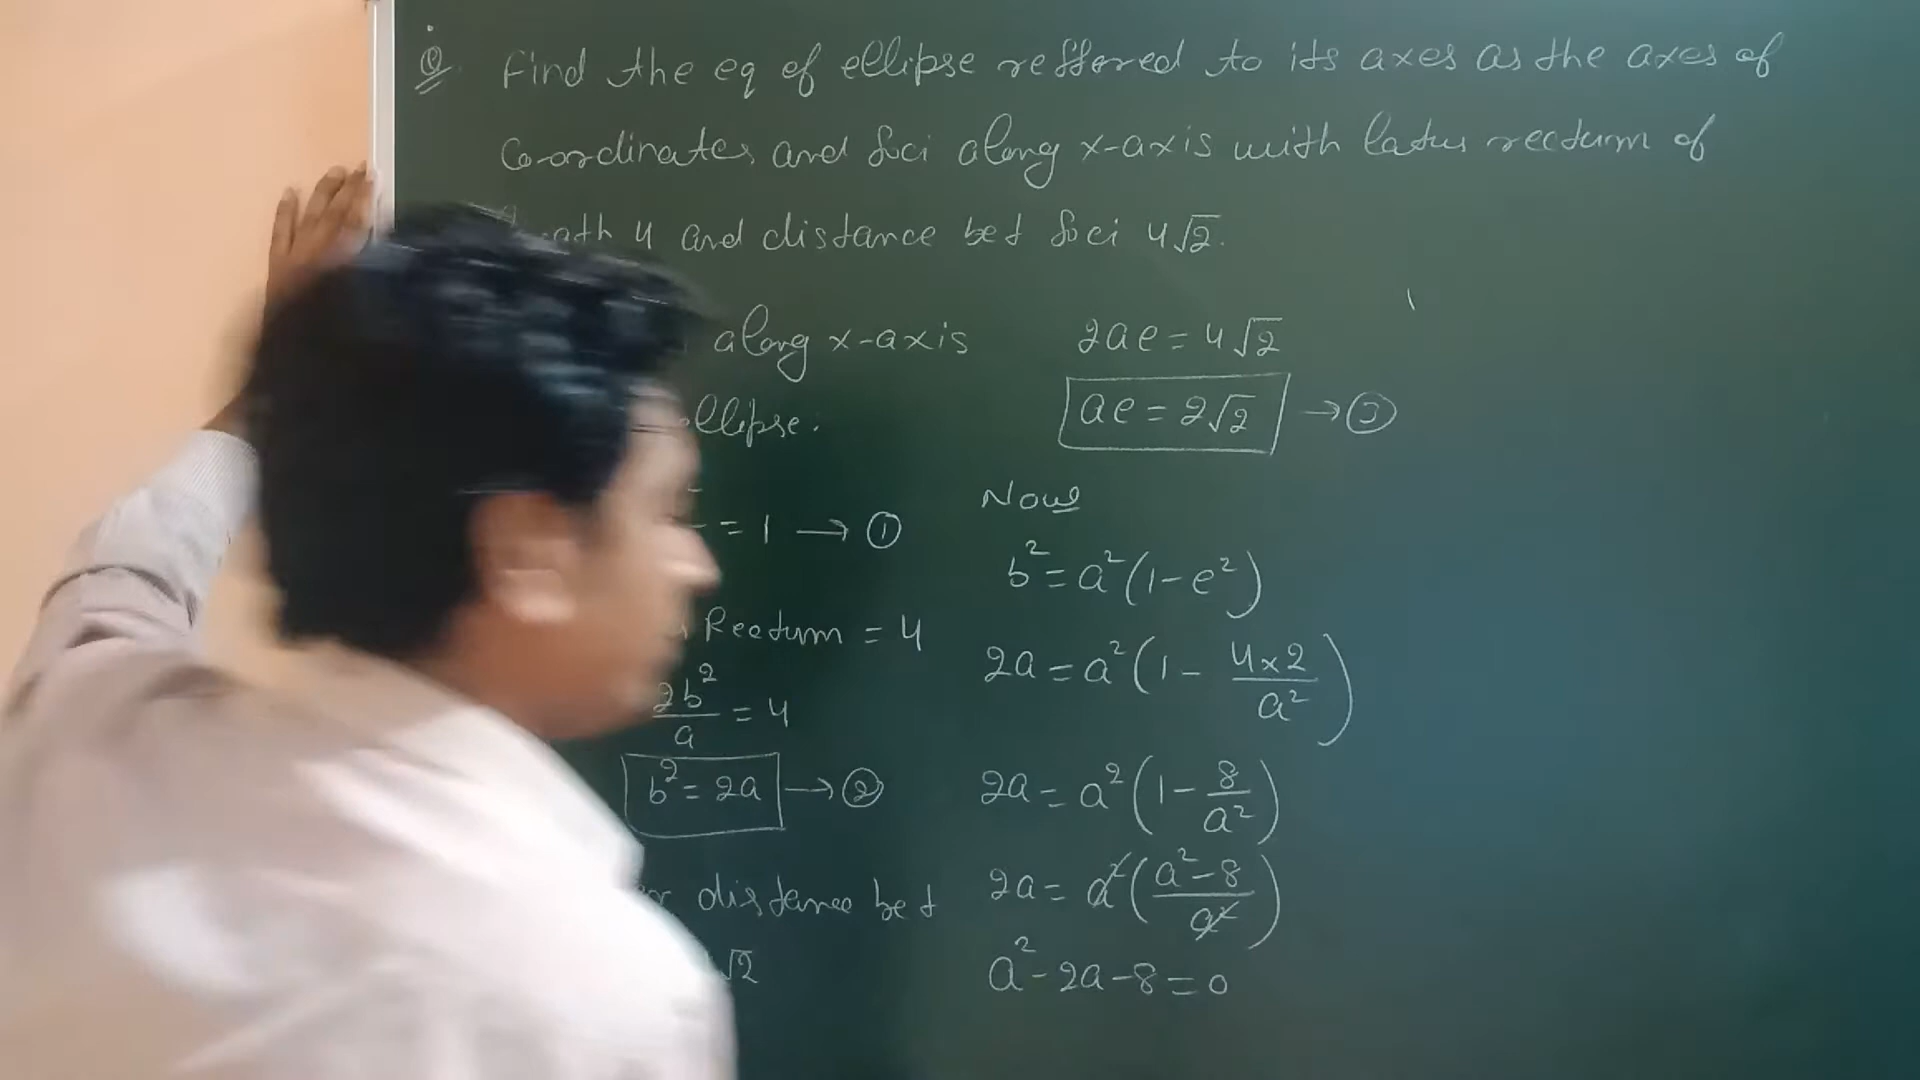 Q. Find the eq of ellipse reffered to its axes as the axes of
Co-ordinates and foci along x-axis with latus rectum of
4 and distance bet foci 4√2.
along x-axis
ellipse.
= 1 → ①
Rectum = 4
2b²/a = 4
b² = 2a → ②
distance bet
√2
2ae = 4√2
ae = 2√2 → ③
Now
b² = a²(1-e²)
2a = a²(1 - 4×2/a²)
2a = a²(1 - 8/a²)
2a = a²(a²-8/a²)
a² - 2a - 8 = 0